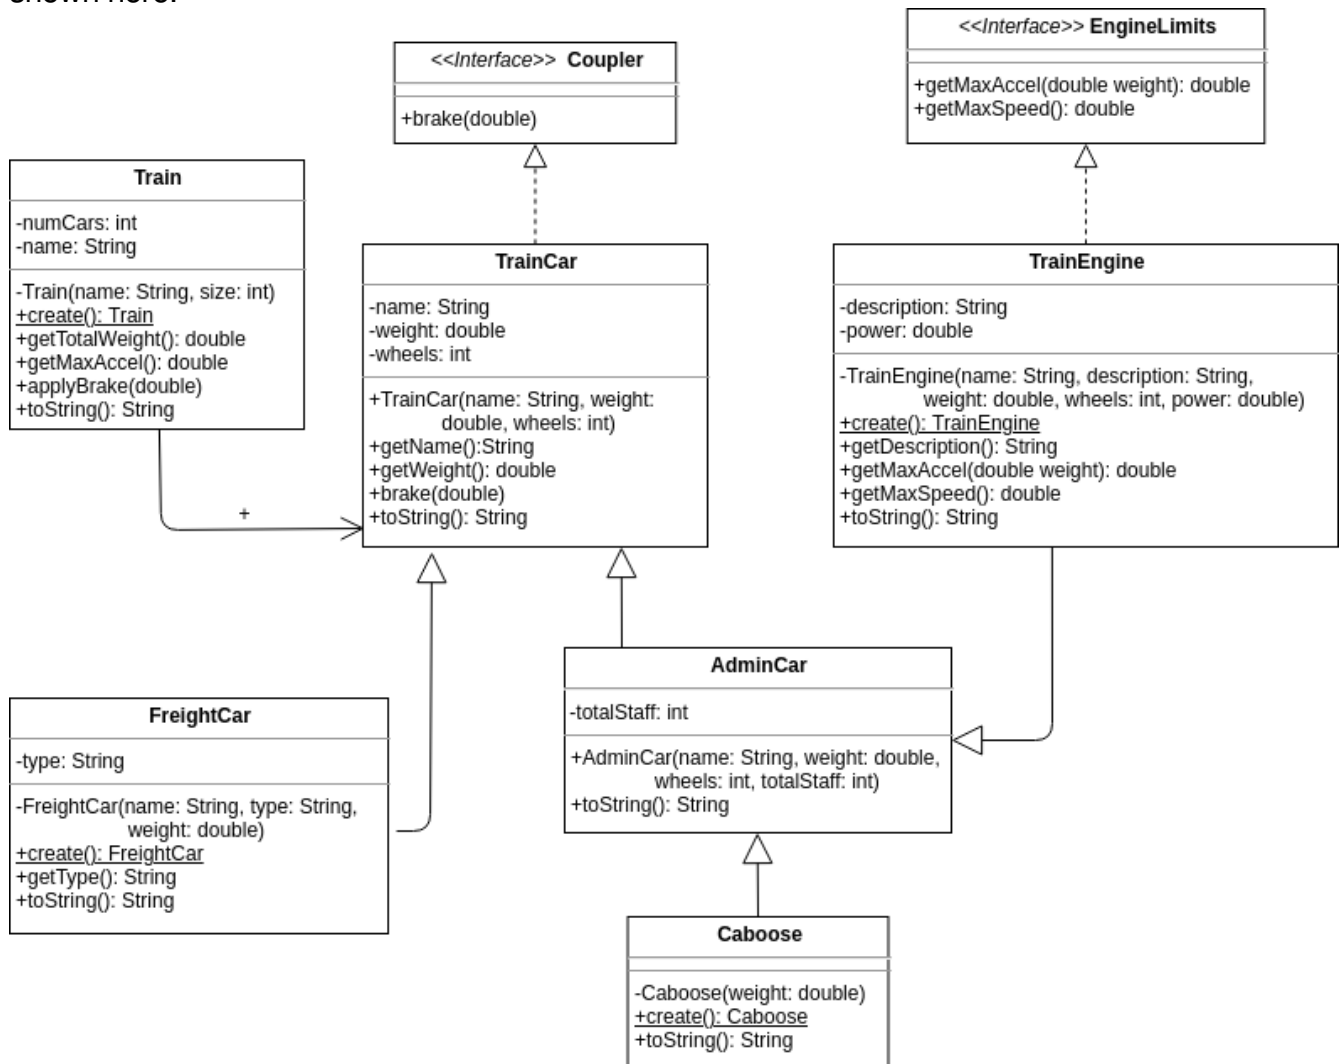 <<Interface>> Coupler
+brake(double)
<<Interface>> EngineLimits
+getMaxAccel(double weight): double
+getMaxSpeed(): double
Train
-numCars: int
-name: String
-Train(name: String, size: int)
+create(): Train
+getTotalWeight(): double
+getMaxAccel(): double
+applyBrake(double)
+toString(): String
+
TrainCar
-name: String
-weight: double
-wheels: int
+TrainCar(name: String, weight:
double, wheels: int)
+getName():String
+getWeight(): double
+brake(double)
+toString(): String
TrainEngine
-description: String
-power: double
-TrainEngine(name: String, description: String,
weight: double, wheels: int, power: double)
+create(): TrainEngine
+getDescription(): String
+getMaxAccel(double weight): double
+getMaxSpeed(): double
+toString(): String
FreightCar
-type: String
-FreightCar(name: String, type: String,
weight: double)
+create(): FreightCar
+getType(): String
+toString(): String
AdminCar
-totalStaff: int
+AdminCar(name: String, weight: double,
wheels: int, totalStaff: int)
+toString(): String
Caboose
-Caboose(weight: double)
+create(): Caboose
+toString(): String